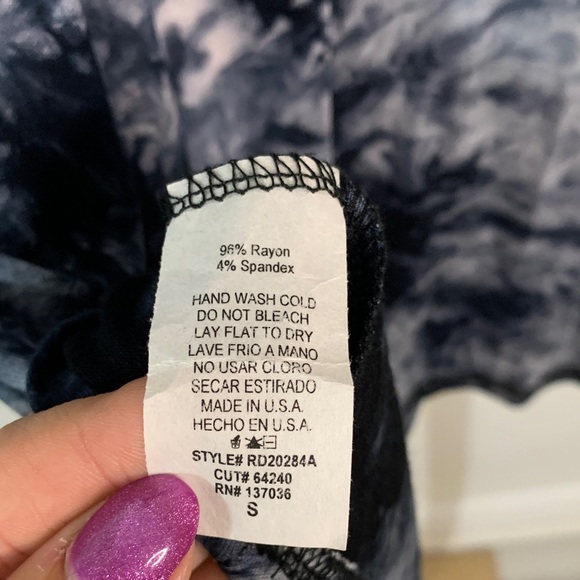 96% Rayon
4% Spandex
HAND WASH COLD
DO NOT BLEACH
LAY FLAT TO DRY
LAVE FRIO A MANO
NO USAR CLORO
SECAR ESTIRADO
MADE IN U.S.A.
HECHO EN U.S.A.
STYLE# RD20284A
CUT# 64240
RN# 137036
S